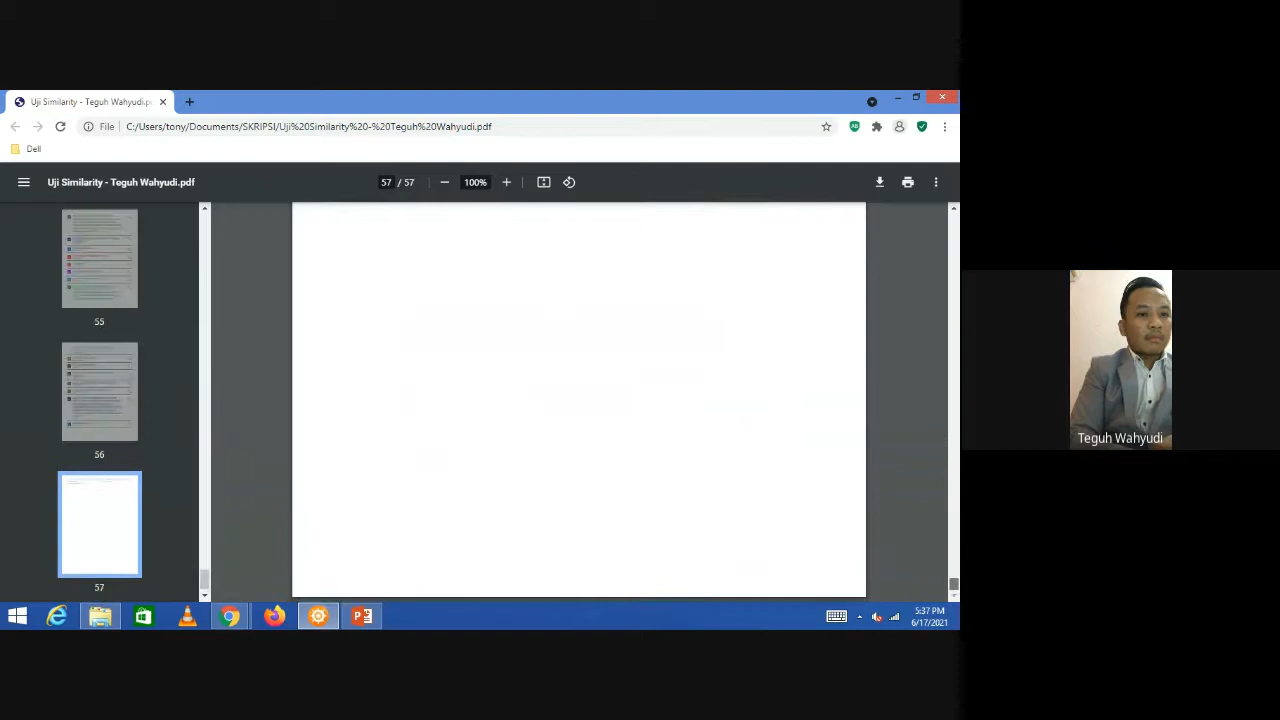 Uji Similarity - Teguh Wahyudi.p
File C:/Users/tony/Documents/SKRIPSI/Uji%20Similarity%20-%20Teguh%20Wahyudi.pdf
Dell
Uji Similarity - Teguh Wahyudi.pdf
57 / 57
100%
55
56
57
Teguh Wahyudi
5:37 PM
6/17/2021